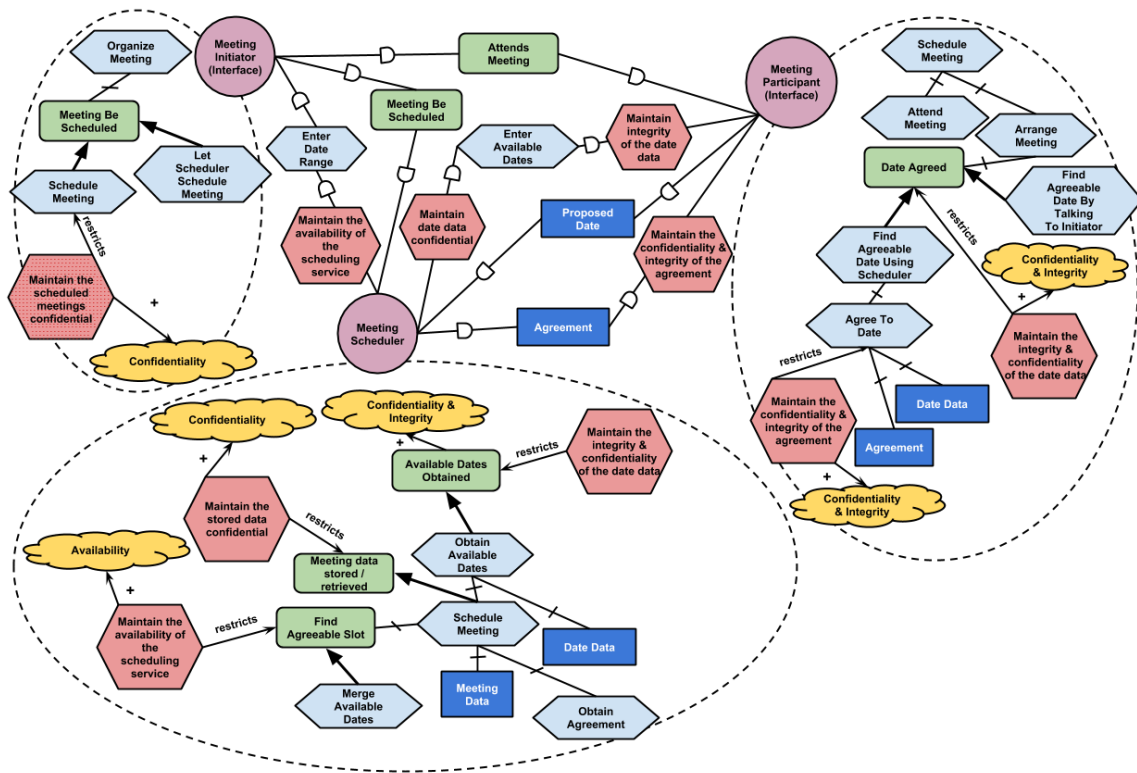 Organize
Meeting
Meeting Be
Scheduled
Let
Scheduler
Schedule
Meeting
Schedule
Meeting
restricts
Maintain the
scheduled
meetings
confidential
+
Confidentiality
Meeting
Initiator
(Interface)
Attends
Meeting
Meeting Be
Scheduled
Enter
Date
Range
Enter
Available
Dates
Maintain
integrity
of the date
data
Maintain the
availability of
the
scheduling
service
Maintain
date data
confidential
Proposed
Date
Maintain the
confidentiality &
integrity of the
agreement
Agreement
Meeting
Scheduler
Meeting
Participant
(Interface)
Schedule
Meeting
Attend
Meeting
Arrange
Meeting
Date Agreed
Find
Agreeable
Date By
Talking
To Initiator
restricts
Find
Agreeable
Date Using
Scheduler
Confidentiality
& Integrity
+
Agree To
Date
Maintain the
integrity &
confidentiality
of the date data
restricts
Maintain the
confidentiality &
integrity of the
agreement
Date Data
Agreement
+
Confidentiality
& Integrity
Confidentiality
+
Confidentiality &
Integrity
+
Available Dates
Obtained
restricts
Maintain the
integrity &
confidentiality
of the date data
Maintain the
stored data
confidential
restricts
Availability
+
Meeting data
stored /
retrieved
Obtain
Available
Dates
Maintain the
availability of
the
scheduling
service
restricts
Find
Agreeable Slot
Schedule
Meeting
Date Data
Merge
Available
Dates
Meeting
Data
Obtain
Agreement